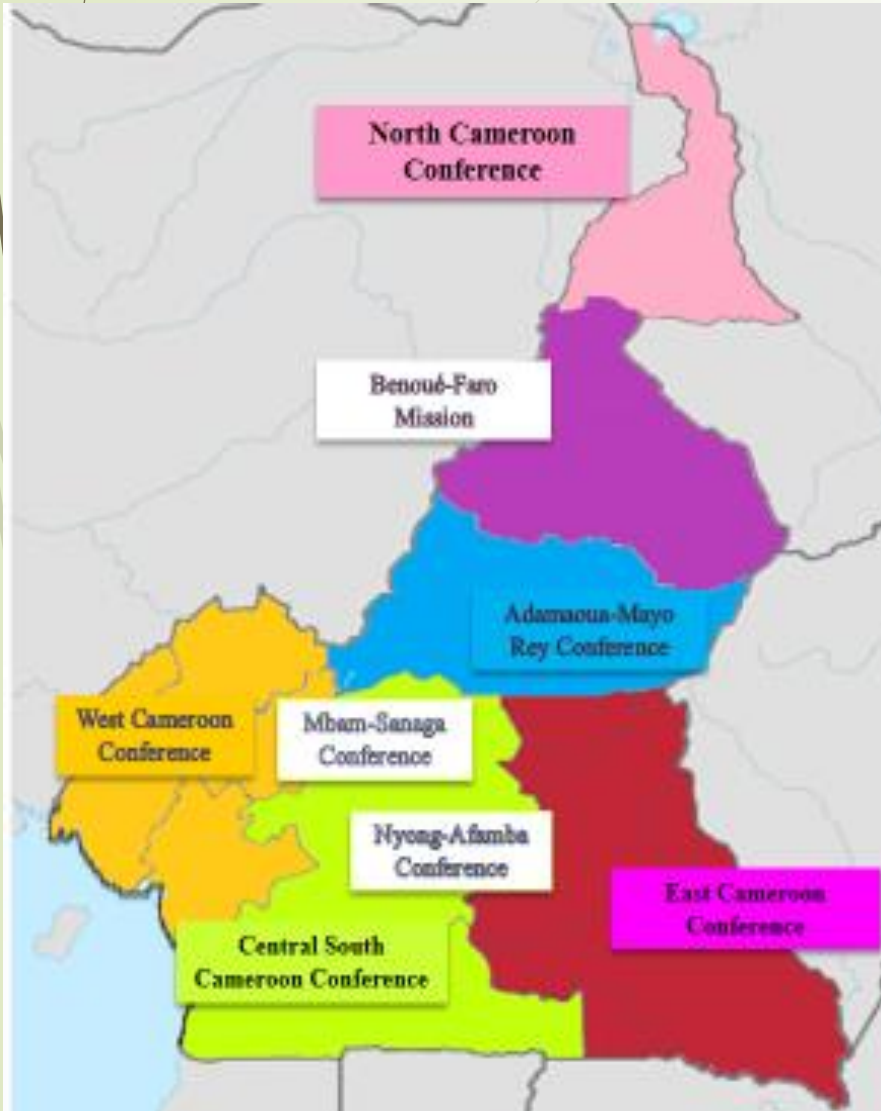 North Cameroon
Conference
Benoué-Faro
Mission
Adamaoua-Mayo
Rey Conference
West Cameroon
Conference
Mbam-Sanaga
Conference
Nyong-Afamba
Conference
East Cameroon
Conference
Central South
Cameroon Conference